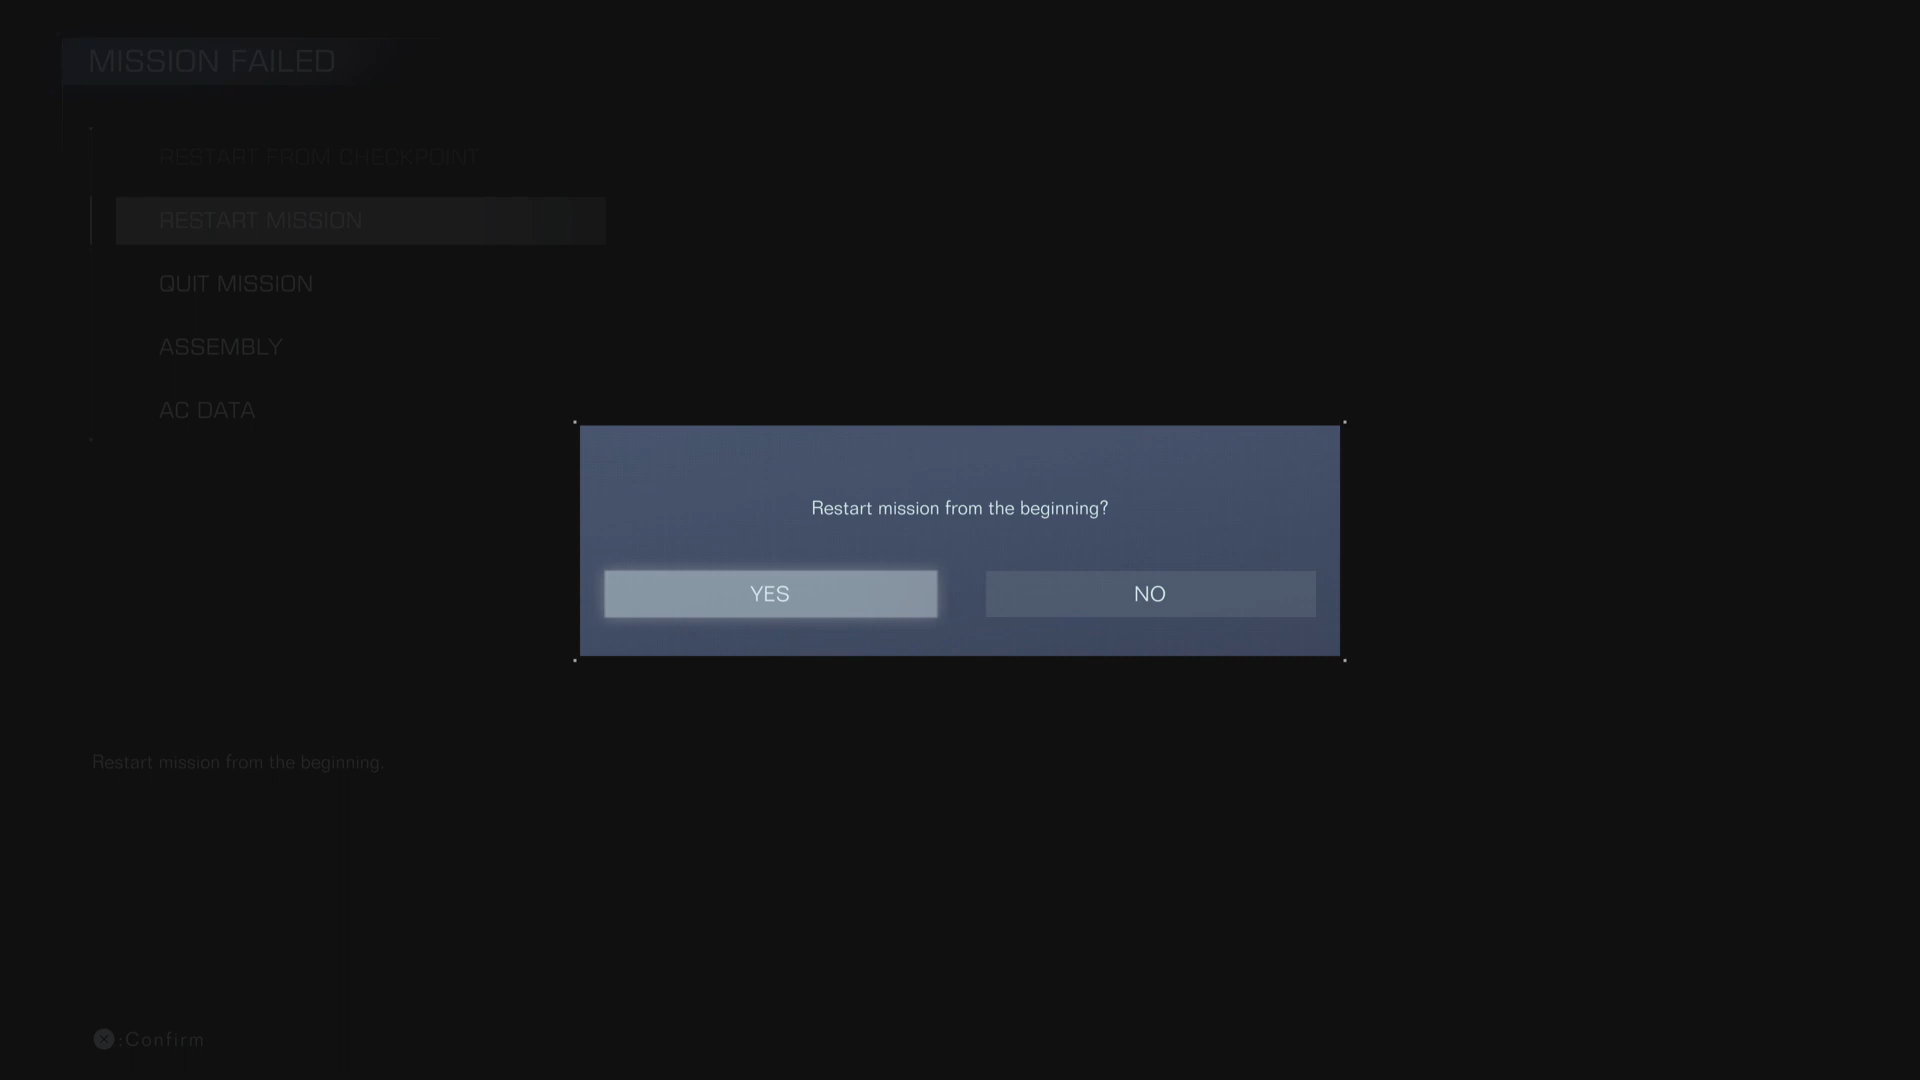 MISSION FAILED
RESTART FROM CHECKPOINT
RESTART MISSION
QUIT MISSION
ASSEMBLY
AC DATA
Restart mission from the beginning?
YES NO
Restart mission from the beginning.
:Confirm